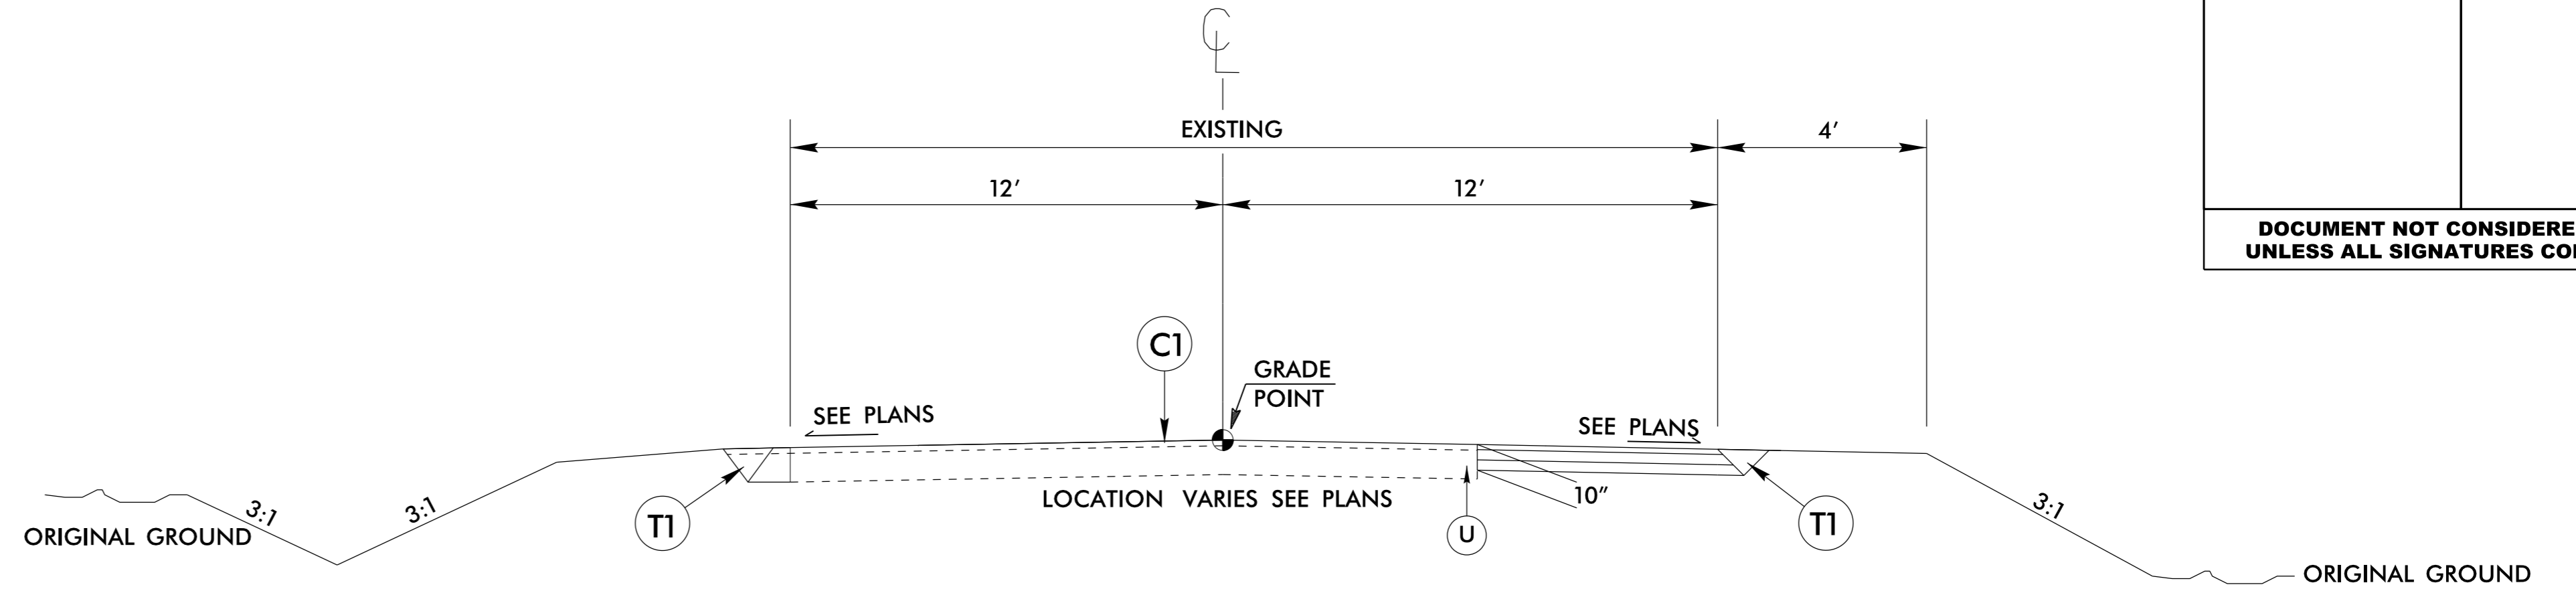 CL
EXISTING
4’
12’
12’
DOCUMENT NOT CONSIDERE
UNLESS ALL SIGNATURES CO
C1
GRADE
POINT
SEE PLANS
SEE PLANS
LOCATION VARIES SEE PLANS
10”
3:1
3:1
3:1
T1
U
T1
ORIGINAL GROUND
ORIGINAL GROUND